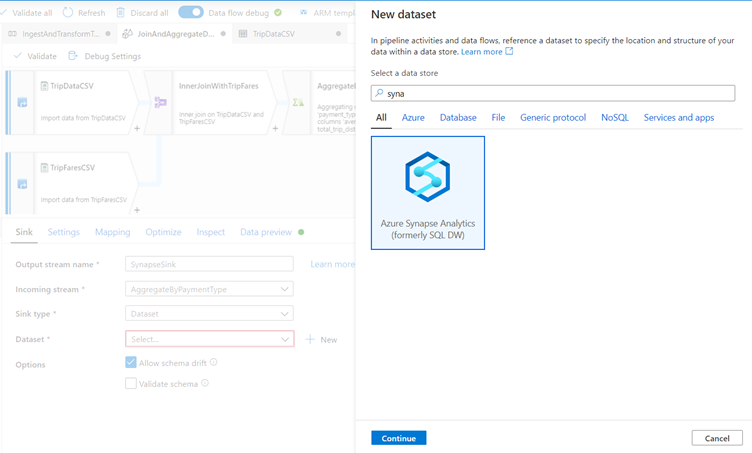 Validate all
Refresh
Discard all
Data flow debug
ARM templ
IngestAndTransformT...
JoinAndAggregateD...
TripDataCSV
Validate
Debug Settings
TripDataCSV
Import data from TripDataCSV
+
InnerJoinWithTripFares
Inner join on TripDataCSV and
TripFaresCSV
+
AggregateB
Aggregating d
'payment_type
columns 'aver
total_trip_dist
TripFaresCSV
Import data from TripFaresCSV
+
Sink
Settings
Mapping
Optimize
Inspect
Data preview
Output stream name *
SynapseSink
Learn more
Incoming stream *
AggregateByPaymentType
Sink type *
Dataset
Dataset *
Select...
+ New
Options
Allow schema drift
Validate schema
New dataset
In pipeline activities and data flows, reference a dataset to specify the location and structure of your
data within a data store. Learn more
Select a data store
syna
All
Azure
Database
File
Generic protocol
NoSQL
Services and apps
Azure Synapse Analytics
(formerly SQL DW)
Continue
Cancel